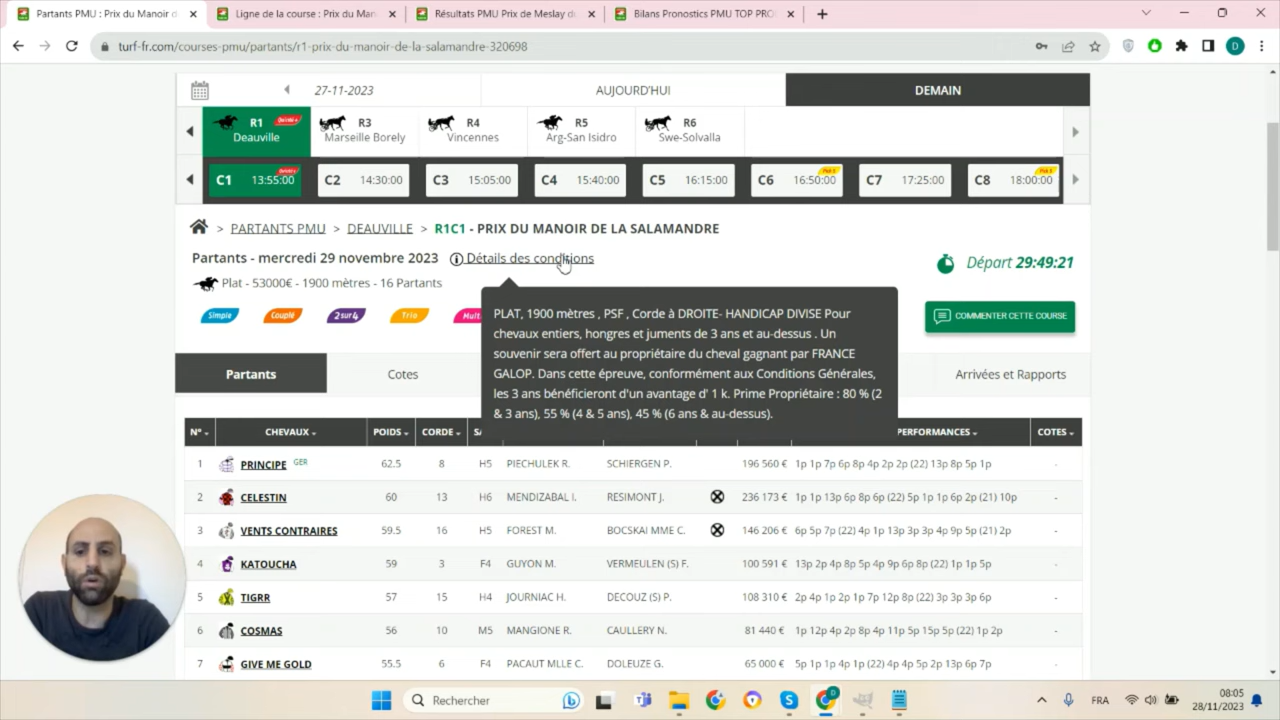 Partants PMU : Prix du Manoir d
Ligne de la course : Prix du Man
Résultats PMU Prix de Meslay d
Bilans Pronostics PMU TOP PRO
turf-fr.com/courses-pmu/partants/r1-prix-du-manoir-de-la-salamandre-320698
D
27-11-2023
AUJOURD'HUI
DEMAIN
R1 Quinté+
Deauville
R3
Marseille Borely
R4
Vincennes
R5
Arg-San Isidro
R6
Swe-Solvalla
C1 13:55:00
C2 14:30:00
C3 15:05:00
C4 15:40:00
C5 16:15:00
C6 16:50:00
C7 17:25:00
C8 18:00:00
> PARTANTS PMU > DEAUVILLE > R1C1 - PRIX DU MANOIR DE LA SALAMANDRE
Partants - mercredi 29 novembre 2023 Détails des conditions
Départ 29:49:21
Plat - 53000€ - 1900 mètres - 16 Partants
Simple
Couplé
2sur4
Trio
COMMENTER CETTE COURSE
PLAT, 1900 mètres , PSF , Corde à DROITE- HANDICAP DIVISE Pour
chevaux entiers, hongres et juments de 3 ans et au-dessus . Un
souvenir sera offert au propriétaire du cheval gagnant par FRANCE
GALOP. Dans cette épreuve, conformément aux Conditions Générales,
les 3 ans bénéficieront d'un avantage d' 1 k. Prime Propriétaire : 80 % (2
& 3 ans), 55 % (4 & 5 ans), 45 % (6 ans & au-dessus).
Partants
Cotes
Arrivées et Rapports
N° CHEVAUX POIDS CORDE PERFORMANCES COTES
1 PRINCIPE GER 62.5 8 H5 PIECHULEK R. SCHIERGEN P. 196 560 € 1p 1p 7p 6p 8p 4p 2p 2p (22) 13p 8p 5p 1p -
2 CELESTIN 60 13 H6 MENDIZABAL I. RESIMONT J. 236 173 € 1p 1p 13p 6p 8p 6p (22) 5p 1p 1p 6p 2p (21) 10p -
3 VENTS CONTRAIRES 59.5 16 H5 FOREST M. BOCSKAI MME C. 146 206 € 6p 5p 7p (22) 4p 1p 13p 3p 3p 4p 9p 5p (21) 2p -
4 KATOUCHA 59 3 F4 GUYON M. VERMEULEN (S) F. 100 591 € 13p 2p 4p 8p 5p 4p 9p 6p 8p (22) 1p 1p 5p -
5 TIGRR 57 15 H4 JOURNIAC H. DECOUZ (S) P. 108 310 € 2p 4p 1p 2p 1p 7p 12p 8p (22) 3p 3p 3p 6p -
6 COSMAS 56 10 M5 MANGIONE R. CAULLERY N. 81 440 € 1p 12p 4p 2p 8p 4p 11p 5p 15p 5p (22) 1p 2p -
7 GIVE ME GOLD 55.5 6 F4 PACAUT MLLE C. DOLEUZE G. 65 000 € 5p 1p 1p 4p 1p (22) 4p 4p 5p 2p 13p 6p 7p -
Rechercher
FRA
08:05
28/11/2023